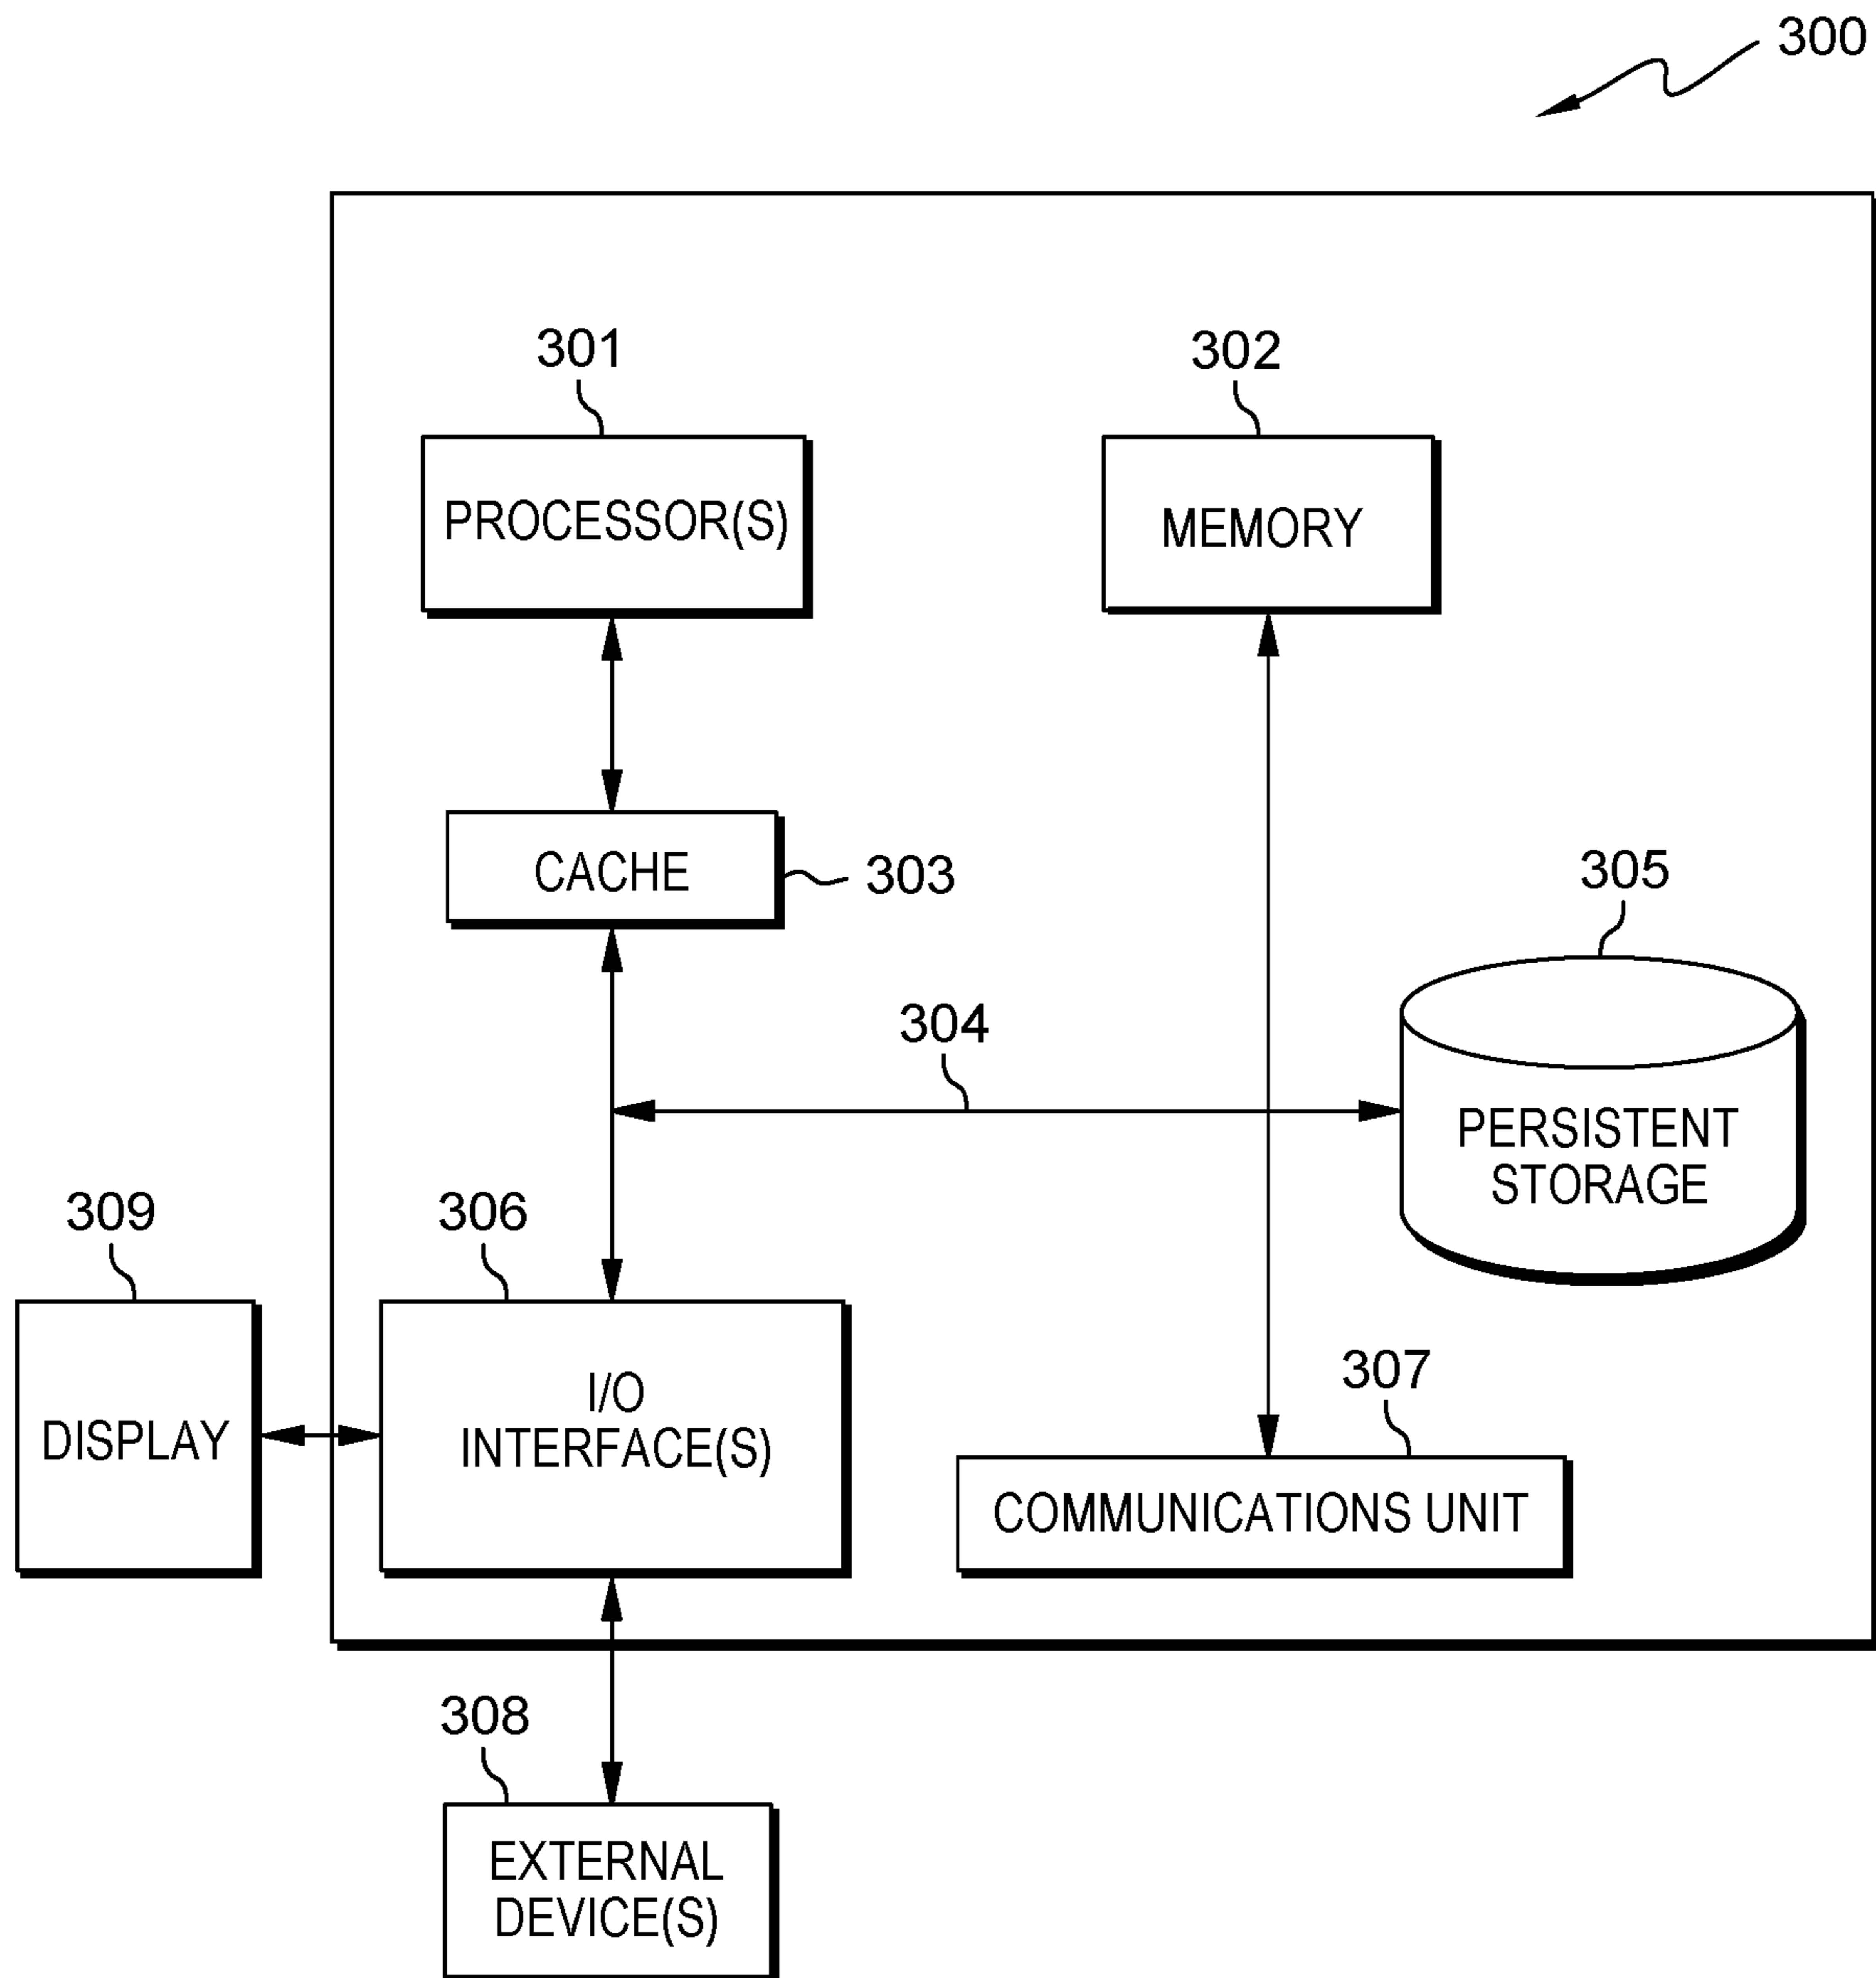 300
301
302
PROCESSOR(S)
MEMORY
CACHE
303
305
304
PERSISTENT
STORAGE
309
306
307
DISPLAY
I/O
INTERFACE(S)
COMMUNICATIONS UNIT
308
EXTERNAL
DEVICE(S)